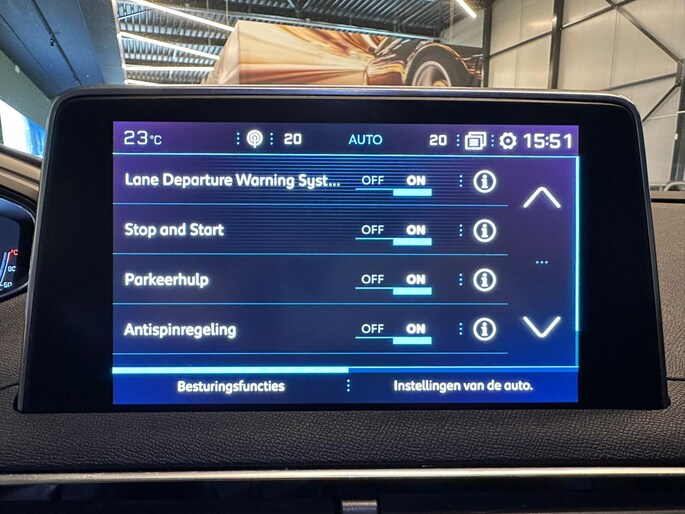 23°C 20 AUTO 20 15:51
Lane Departure Warning Syst... OFF ON
Stop and Start OFF ON
Parkeerhulp OFF ON
Antispinregeling OFF ON
Besturingsfuncties Instellingen van de auto.